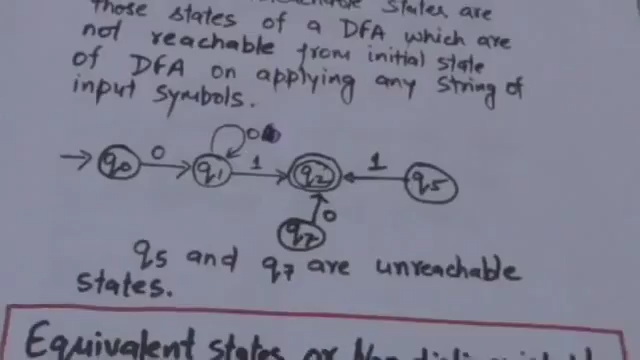 states are
those states of a DFA which are
not reachable from initial state
of DFA on applying any string of
input symbols.
q0 0 q1 0 1 q2 1 q5
q7 0
q5 and q7 are unreachable
states.
Equivalent states or